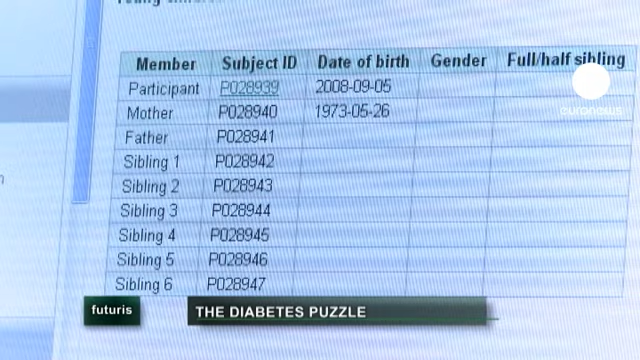 Member Subject ID Date of birth Gender Full/half sibling
Participant P028939 2008-09-05
Mother P028940 1973-05-26
Father P028941
Sibling 1 P028942
Sibling 2 P028943
Sibling 3 P028944
Sibling 4 P028945
Sibling 5 P028946
Sibling 6 P028947
euronews
futuris THE DIABETES PUZZLE